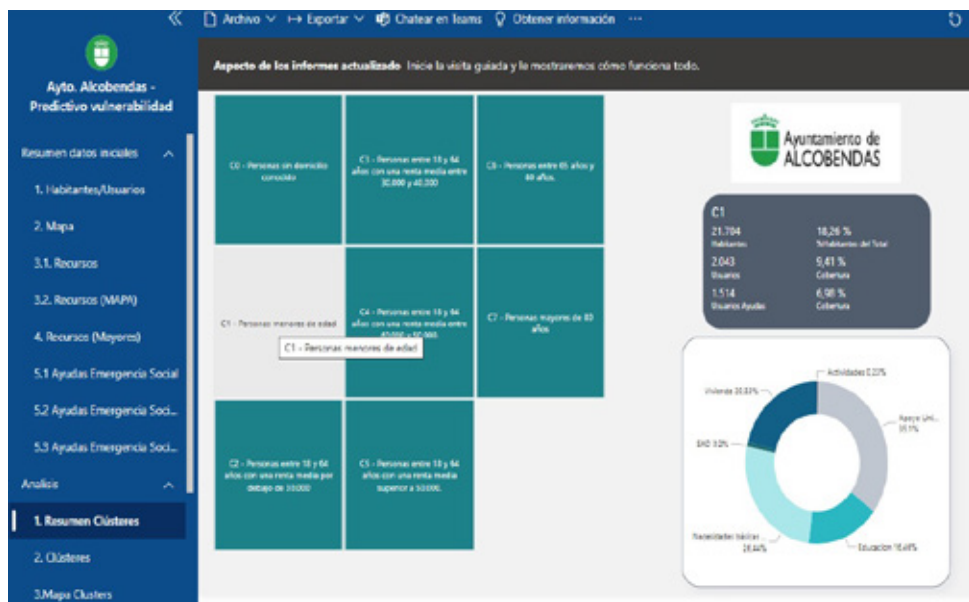 Archivo
Exportar
Chatear en Teams
Obtener información
Ayto. Alcobendas -
Predictivo vulnerabilidad
Resumen datos iniciales
1. Habitantes/Usuarios
2. Mapa
3.1. Recursos
3.2. Recursos (MAPA)
4. Recursos (Mayores)
5.1 Ayudas Emergencia Social
5.2 Ayudas Emergencia Soci...
5.3 Ayudas Emergencia Soci...
Analisis
1. Resumen Clústeres
2. Clústeres
3.Mapa Clusters
Aspecto de los informes actualizado Inicie la visita guiada y le mostraremos cómo funciona todo.
C0 - Personas sin domicilio
conocido
C3 - Personas entre 18 y 64
años con una renta media entre
30.000 y 40.000
C6 - Personas entre 65 años y
80 años.
C1 - Personas menores de edad
C4 - Personas entre 18 y 64
años con una renta media entre
40.000 y 50.000
C7 - Personas mayores de 80
años
C1 - Personas menores de edad
C2 - Personas entre 18 y 64
años con una renta media por
debajo de 30.000
C5 - Personas entre 18 y 64
años con una renta media
superior a 50.000.
Ayuntamiento de
ALCOBENDAS
C1
21.704
Habitantes
18,26 %
%Habitantes del Total
2.043
Usuarios
9,41 %
Cobertura
1.514
Usuarios Ayudas
6,98 %
Cobertura
Actividades
Vivienda
Apoyo Uni...
Necesidades básicas ...
Educacion